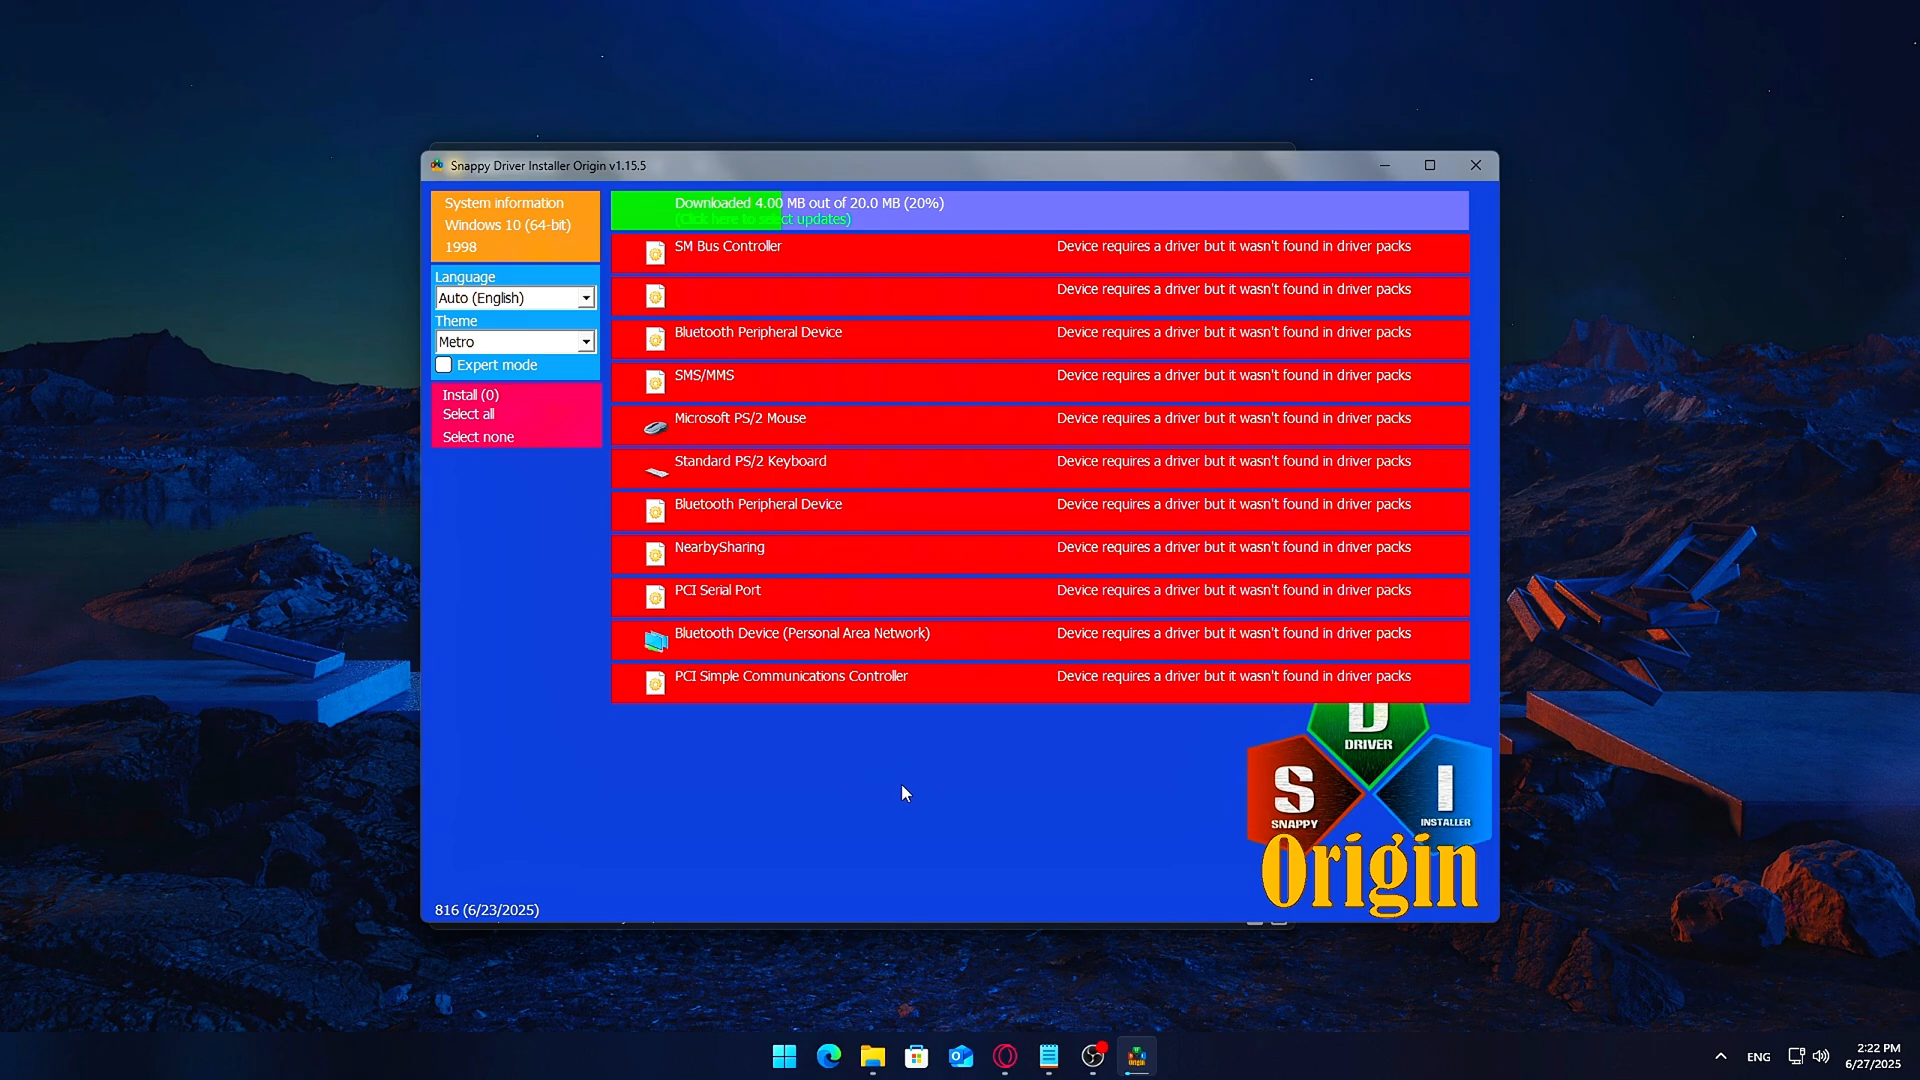 Snappy Driver Installer Origin v1.15.5
System information
Windows 10 (64-bit)
1998
Language
Auto (English)
Theme
Metro
Expert mode
Install (0)
Select all
Select none
Downloaded 4.00 MB out of 20.0 MB (20%)
(Click here to select updates)
SM Bus Controller Device requires a driver but it wasn't found in driver packs
Device requires a driver but it wasn't found in driver packs
Bluetooth Peripheral Device Device requires a driver but it wasn't found in driver packs
SMS/MMS Device requires a driver but it wasn't found in driver packs
Microsoft PS/2 Mouse Device requires a driver but it wasn't found in driver packs
Standard PS/2 Keyboard Device requires a driver but it wasn't found in driver packs
Bluetooth Peripheral Device Device requires a driver but it wasn't found in driver packs
NearbySharing Device requires a driver but it wasn't found in driver packs
PCI Serial Port Device requires a driver but it wasn't found in driver packs
Bluetooth Device (Personal Area Network) Device requires a driver but it wasn't found in driver packs
PCI Simple Communications Controller Device requires a driver but it wasn't found in driver packs
D
DRIVER
S I
SNAPPY INSTALLER
Origin
816 (6/23/2025)
ENG
2:22 PM
6/27/2025